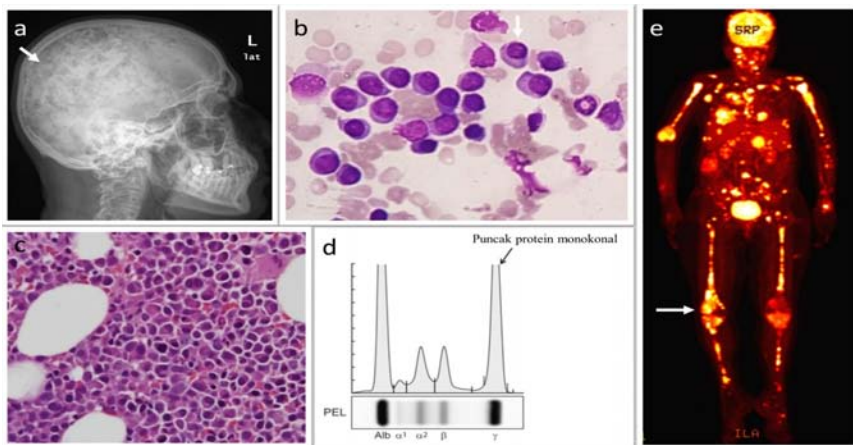 a
L
lat
b
c
d
Puncak protein monokonal
PEL
Alb α1 α2 β γ
e
SRP
ILA